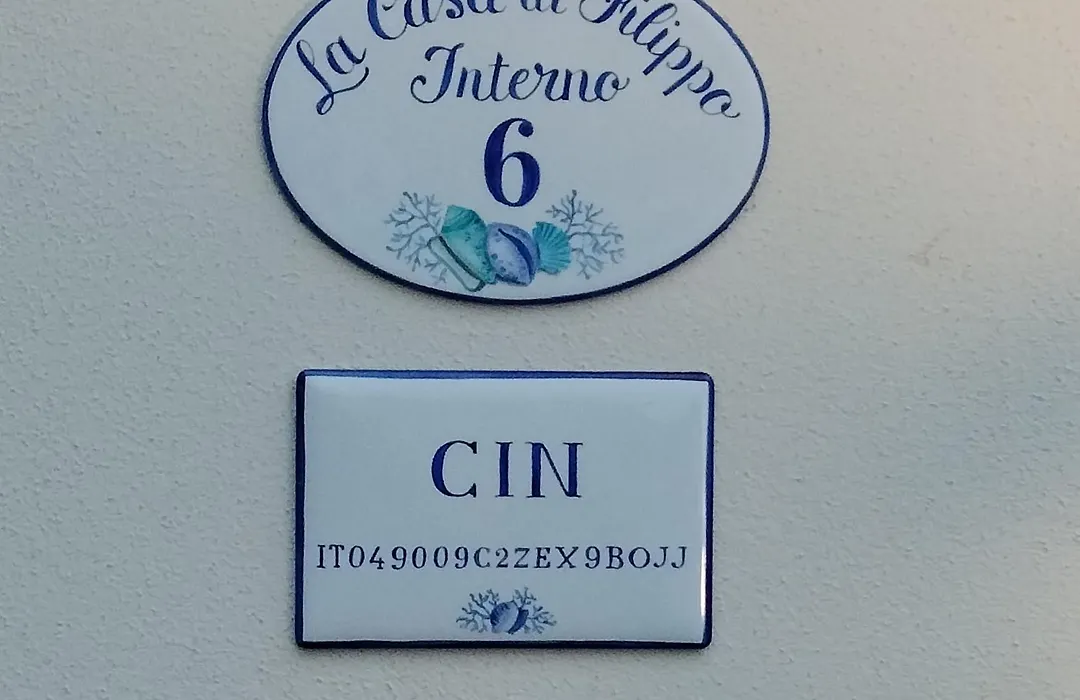 La Casa di Filippo
Interno
6
CIN
IT049009C2ZEX9BOJJ